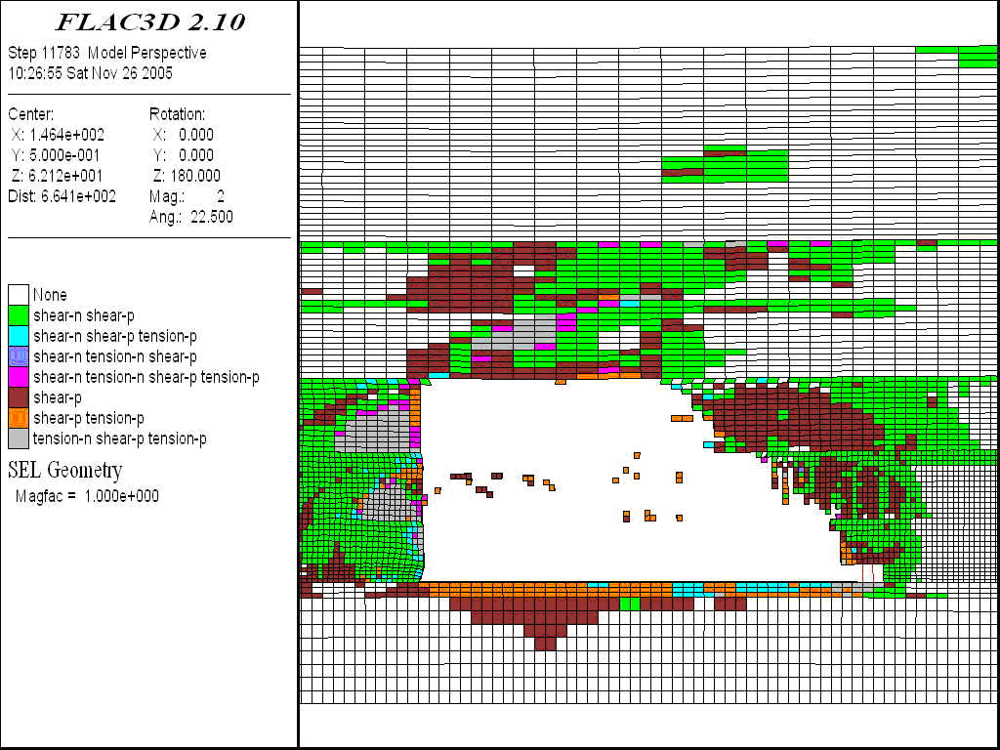 FLAC3D 2.10
Step 11783 Model Perspective
10:26:55 Sat Nov 26 2005
Center: Rotation:
X: 1.464e+002 X: 0.000
Y: 5.000e-001 Y: 0.000
Z: 6.212e+001 Z: 180.000
Dist: 6.641e+002 Mag.: 2
Ang.: 22.500
None
shear-n shear-p
shear-n shear-p tension-p
shear-n tension-n shear-p
shear-n tension-n shear-p tension-p
shear-p
shear-p tension-p
tension-n shear-p tension-p
SEL Geometry
Magfac = 1.000e+000